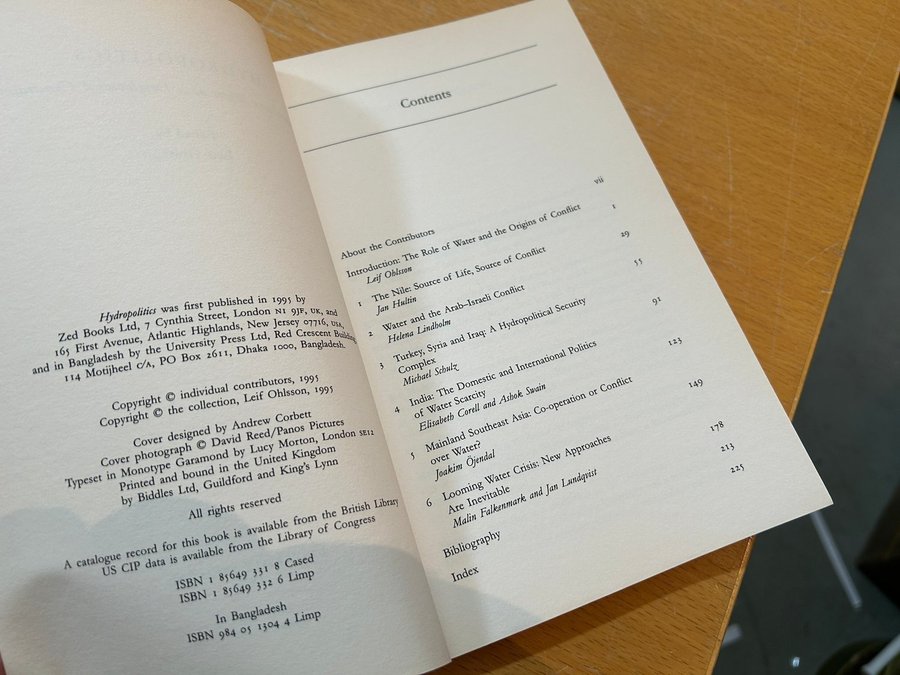 Hydropolitics was first published in 1995 by
Zed Books Ltd, 7 Cynthia Street, London N1 9JF, UK, and
165 First Avenue, Atlantic Highlands, New Jersey 07716, USA,
and in Bangladesh by the University Press Ltd, Red Crescent Building,
114 Motijheel C/A, PO Box 2611, Dhaka 1000, Bangladesh.
Copyright © individual contributors, 1995
Copyright © the collection, Leif Ohlsson, 1995
Cover designed by Andrew Corbett
Cover photograph © David Reed/Panos Pictures
Typeset in Monotype Garamond by Lucy Morton, London SE12
Printed and bound in the United Kingdom
by Biddles Ltd, Guildford and King's Lynn
All rights reserved
A catalogue record for this book is available from the British Library
US CIP data is available from the Library of Congress
ISBN 1 85649 331 8 Cased
ISBN 1 85649 332 6 Limp
In Bangladesh
ISBN 984 05 1304 4 Limp
Contents
About the Contributors vii
Introduction: The Role of Water and the Origins of Conflict 1
Leif Ohlsson
1 The Nile: Source of Life, Source of Conflict 29
Jan Hultin
2 Water and the Arab–Israeli Conflict 55
Helena Lindholm
3 Turkey, Syria and Iraq: A Hydropolitical Security 91
Complex
Michael Schulz
4 India: The Domestic and International Politics 123
of Water Scarcity
Elisabeth Corell and Ashok Swain
5 Mainland Southeast Asia: Co-operation or Conflict 149
over Water?
Joakim Öjendal
6 Looming Water Crisis: New Approaches 178
Are Inevitable
Malin Falkenmark and Jan Lundqvist
Bibliography 213
Index 225